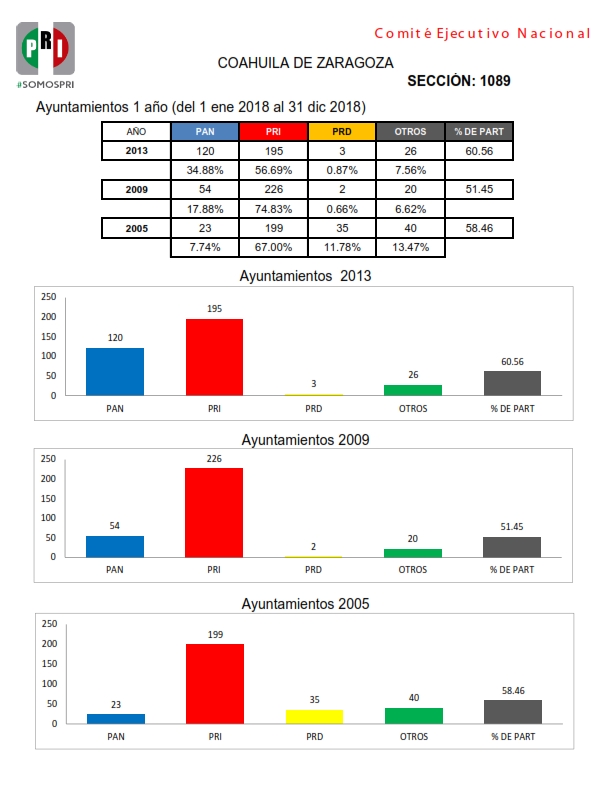 Comité Ejecutivo Nacional
PRI
#SOMOSPRI
COAHUILA DE ZARAGOZA
SECCIÓN: 1089
Ayuntamientos 1 año (del 1 ene 2018 al 31 dic 2018)
AÑO PAN PRI PRD OTROS % DE PART
2013 120 195 3 26 60.56
34.88% 56.69% 0.87% 7.56%
2009 54 226 2 20 51.45
17.88% 74.83% 0.66% 6.62%
2005 23 199 35 40 58.46
7.74% 67.00% 11.78% 13.47%
Ayuntamientos 2013
250
200
150
100
50
0
120 195 3 26 60.56
PAN PRI PRD OTROS % DE PART
Ayuntamientos 2009
250
200
150
100
50
0
54 226 2 20 51.45
PAN PRI PRD OTROS % DE PART
Ayuntamientos 2005
250
200
150
100
50
0
23 199 35 40 58.46
PAN PRI PRD OTROS % DE PART